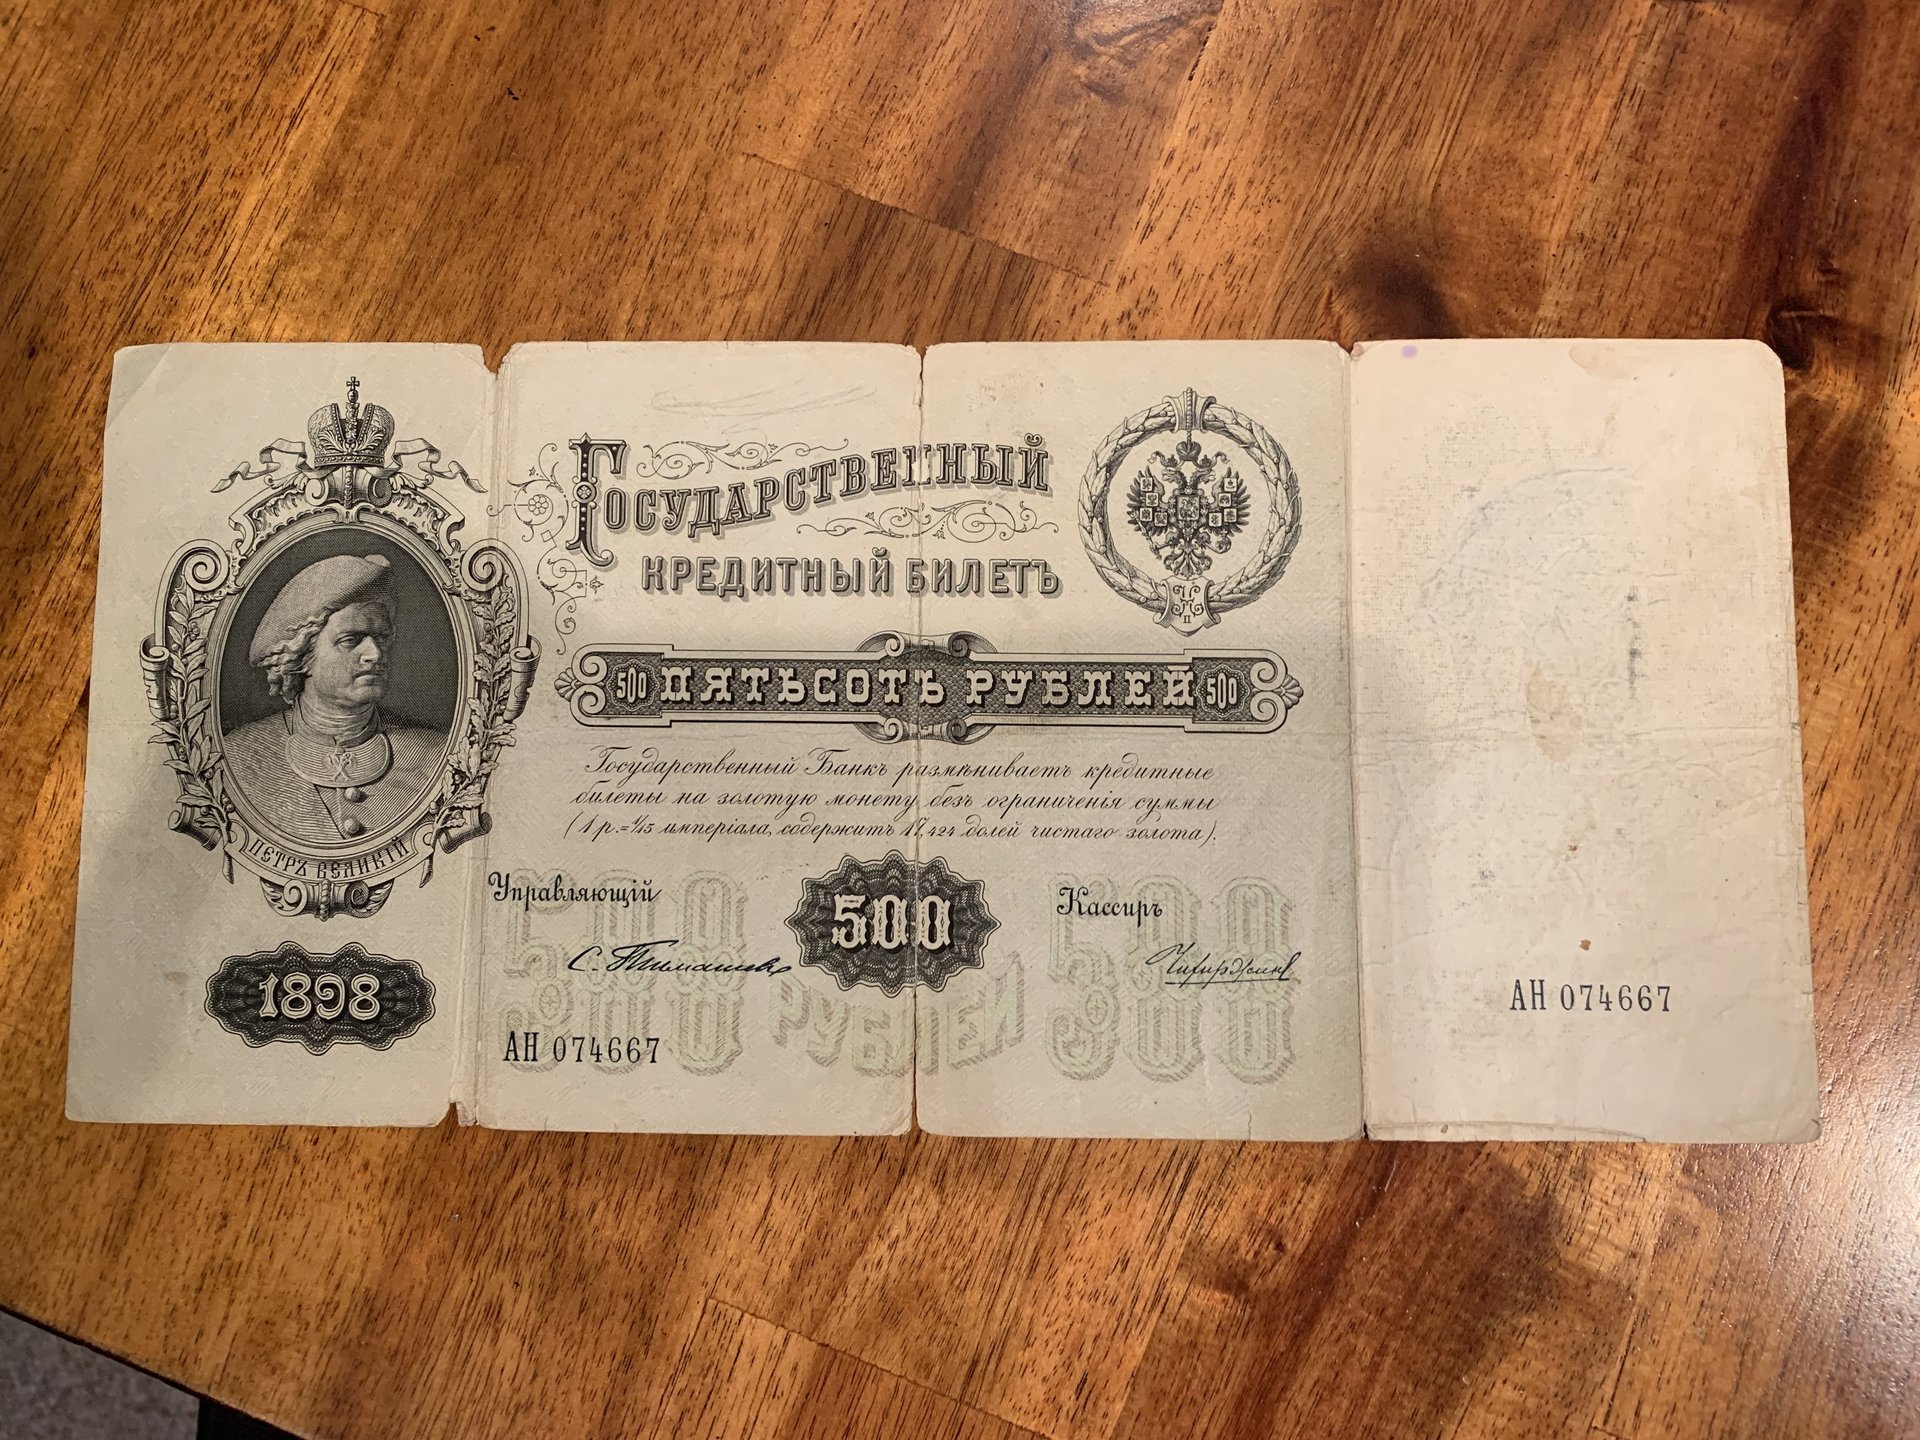 Государственный
кредитный билетъ
500 ПЯТЬСОТЪ РУБЛЕЙ 500
Государственный Банкъ размѣниваетъ кредитные
билеты на золотую монету безъ ограниченія суммы
(1 р. = 1/15 имперіала, содержитъ 17,424 долей чистаго золота).
ПЕТРЪ ВЕЛИКІЙ
Управляющій
500
Кассиръ
С. Тимашевъ
1898
500 РУБЛЕЙ 500
АН 074667
АН 074667